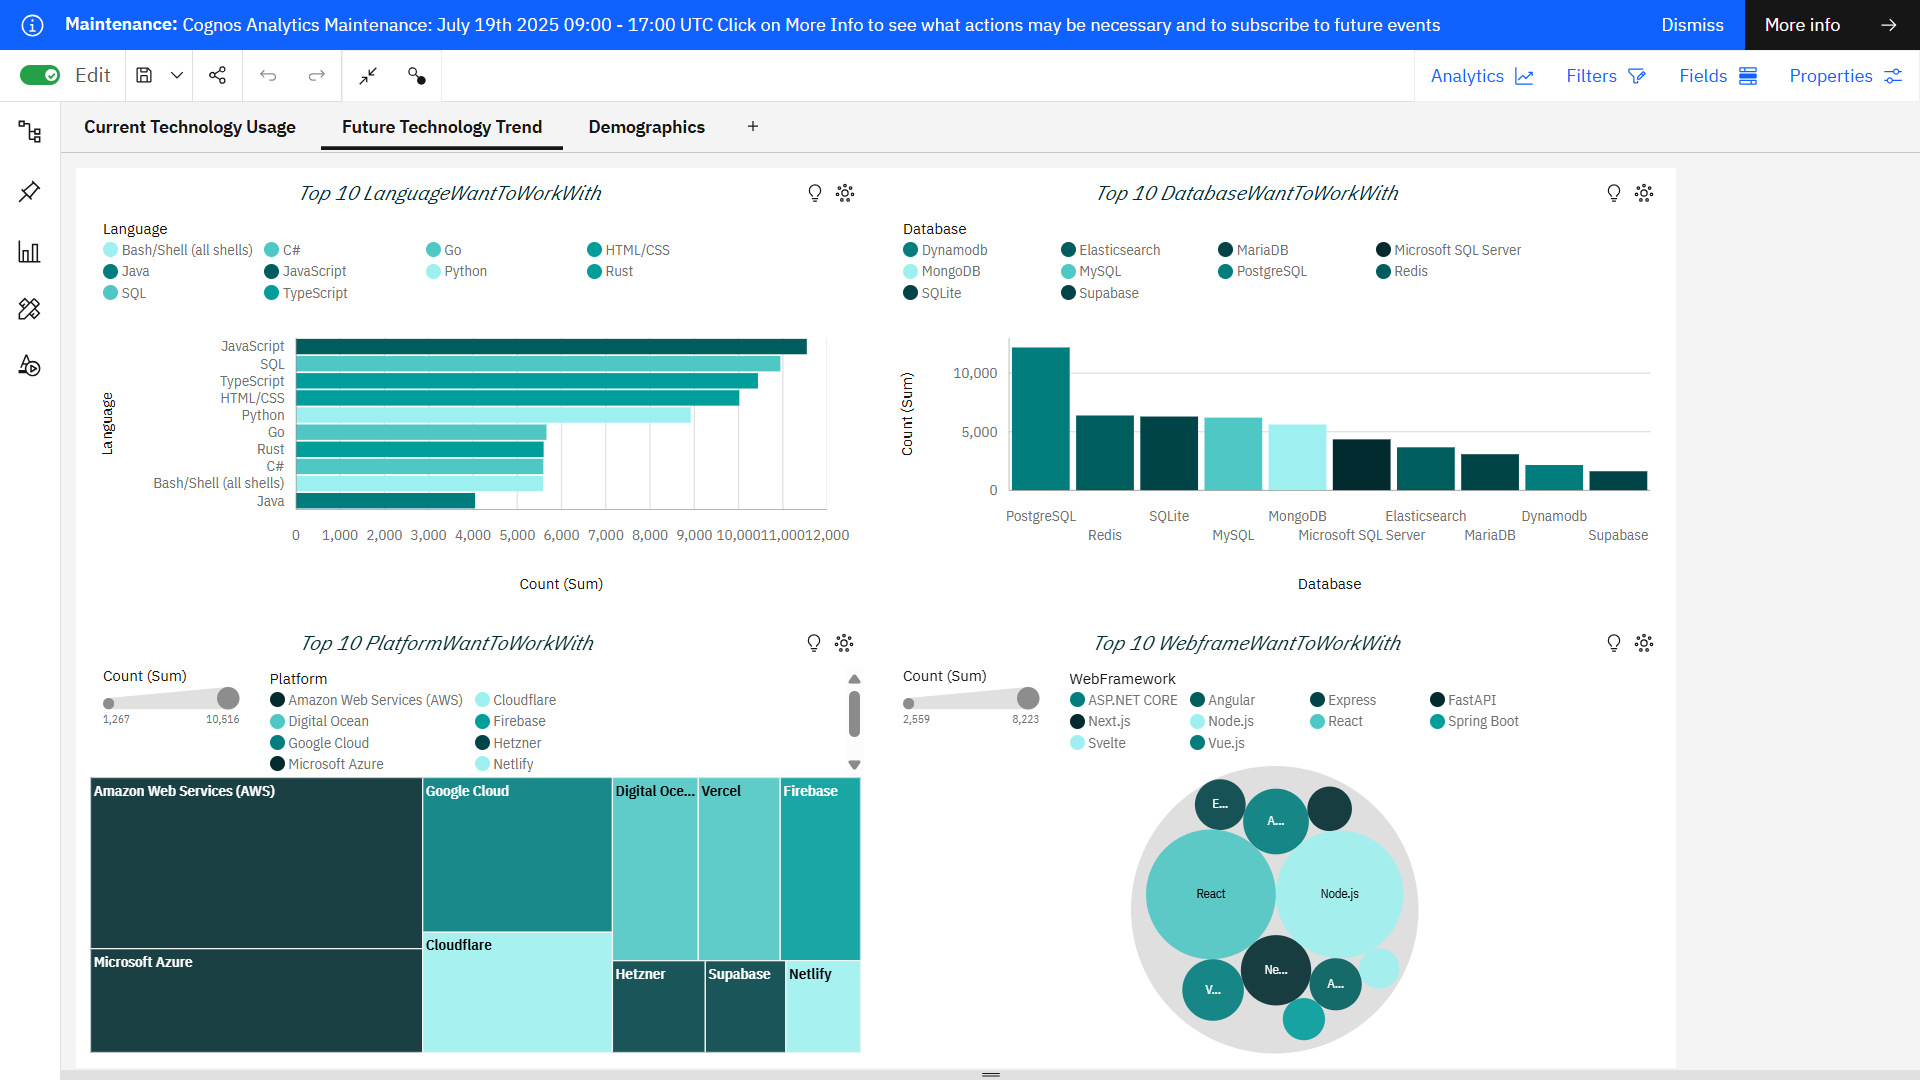 Maintenance: Cognos Analytics Maintenance: July 19th 2025 09:00 - 17:00 UTC Click on More Info to see what actions may be necessary and to subscribe to future events
Dismiss
More info
Edit
Analytics
Filters
Fields
Properties
Current Technology Usage
Future Technology Trend
Demographics
+
Top 10 LanguageWantToWorkWith
Language
Bash/Shell (all shells) C# Go HTML/CSS
Java JavaScript Python Rust
SQL TypeScript
Language
JavaScript
SQL
TypeScript
HTML/CSS
Python
Go
Rust
C#
Bash/Shell (all shells)
Java
0 1,000 2,000 3,000 4,000 5,000 6,000 7,000 8,000 9,000 10,000 11,000 12,000
Count (Sum)
Top 10 DatabaseWantToWorkWith
Database
Dynamodb Elasticsearch MariaDB Microsoft SQL Server
MongoDB MySQL PostgreSQL Redis
SQLite Supabase
Count (Sum)
10,000
5,000
0
PostgreSQL SQLite MongoDB Elasticsearch Dynamodb
Redis MySQL Microsoft SQL Server MariaDB Supabase
Database
Top 10 PlatformWantToWorkWith
Count (Sum)
1,267 10,516
Platform
Amazon Web Services (AWS) Cloudflare
Digital Ocean Firebase
Google Cloud Hetzner
Microsoft Azure Netlify
Amazon Web Services (AWS)
Google Cloud
Digital Oce...
Vercel
Firebase
Cloudflare
Microsoft Azure
Hetzner
Supabase
Netlify
Top 10 WebframeWantToWorkWith
Count (Sum)
2,559 8,223
WebFramework
ASP.NET CORE Angular Express FastAPI
Next.js Node.js React Spring Boot
Svelte Vue.js
E...
A...
React
Node.js
Ne...
A...
V...